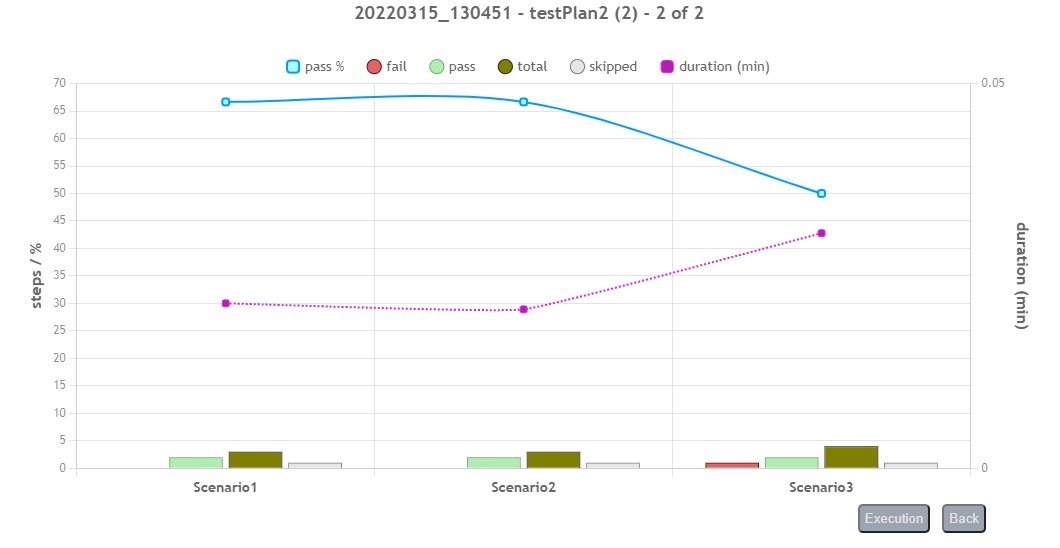 20220315_130451 - testPlan2 (2) - 2 of 2
pass % fail pass total skipped duration (min)
steps / %
70
65
60
55
50
45
40
35
30
25
20
15
10
5
0
0.05
0
duration (min)
Scenario1 Scenario2 Scenario3
Execution Back